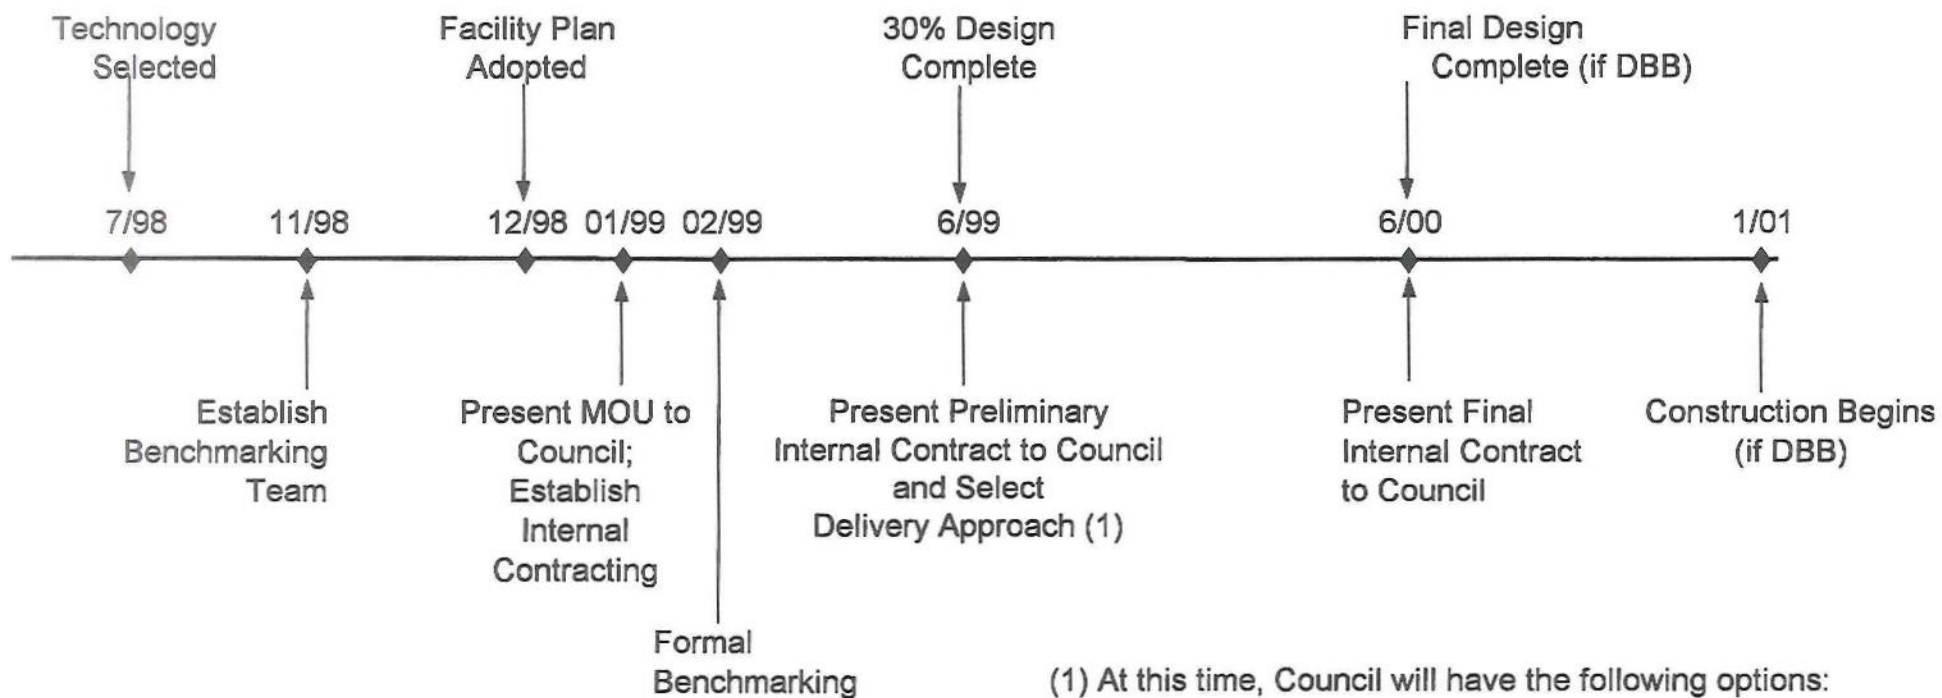 Technology
Selected
Facility Plan
Adopted
30% Design
Complete
Final Design
Complete (if DBB)
7/98
11/98
12/98
01/99
02/99
6/99
6/00
1/01
Establish
Benchmarking
Team
Present MOU to
Council;
Establish
Internal
Contracting
Formal
Benchmarking
Present Preliminary
Internal Contract to Council
and Select
Delivery Approach (1)
Present Final
Internal Contract
to Council
Construction Begins
(if DBB)
(1) At this time, Council will have the following options: